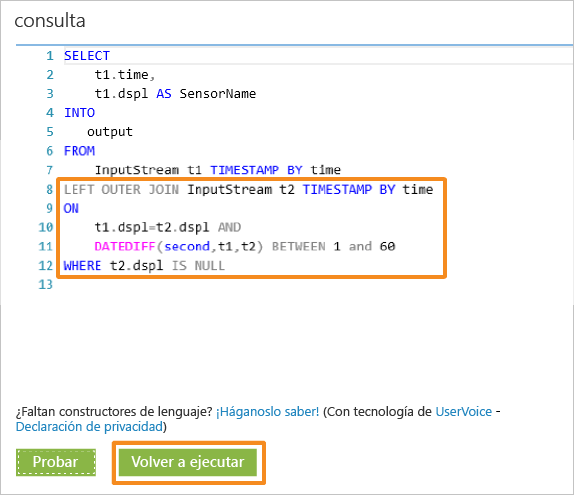 consulta
1 SELECT
2 t1.time,
3 t1.dspl AS SensorName
4 INTO
5 output
6 FROM
7 InputStream t1 TIMESTAMP BY time
8 LEFT OUTER JOIN InputStream t2 TIMESTAMP BY time
9 ON
10 t1.dspl=t2.dspl AND
11 DATEDIFF(second,t1,t2) BETWEEN 1 and 60
12 WHERE t2.dspl IS NULL
13
¿Faltan constructores de lenguaje? ¡Háganoslo saber! (Con tecnología de UserVoice -
Declaración de privacidad)
Probar Volver a ejecutar